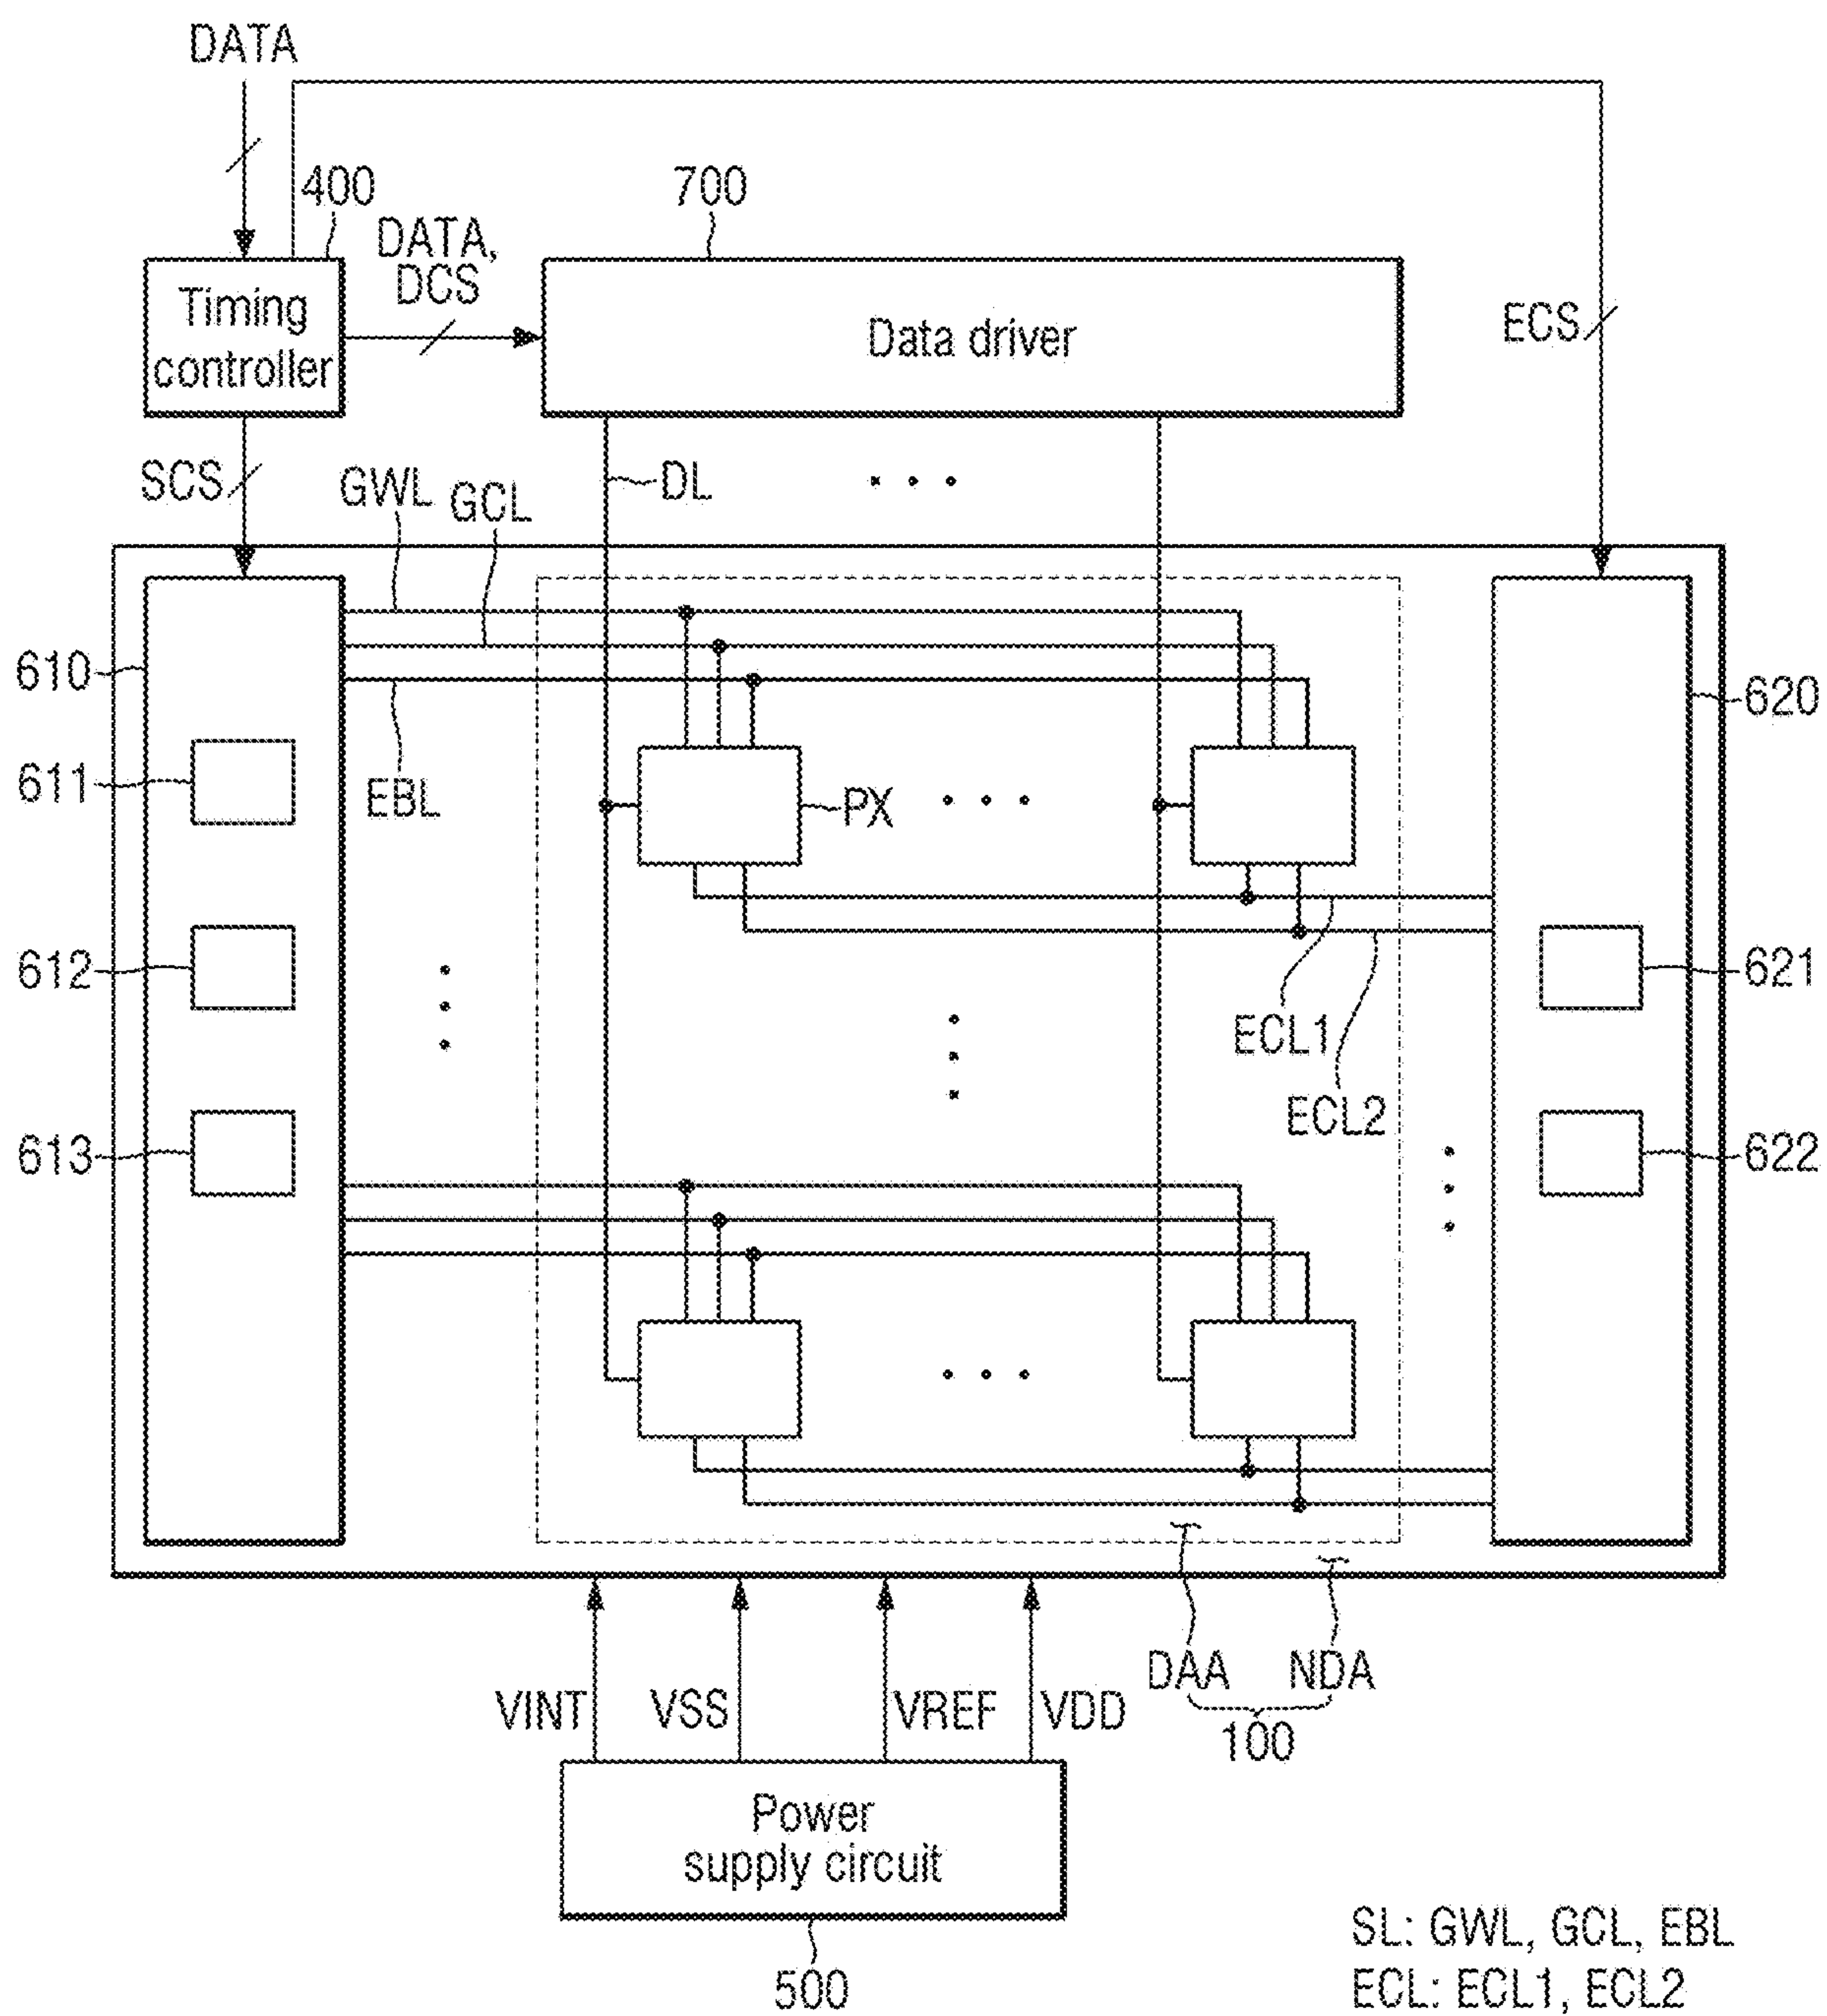 DATA
400
700
DATA,
DCS
Timing
controller
Data driver
ECS
SCS
GWL
GCL
DL
610
620
611
EBL
PX
612
621
ECL1
ECL2
613
622
DAA
NDA
VINT
VSS
VREF
VDD
100
Power
supply circuit
500
SL: GWL, GCL, EBL
ECL: ECL1, ECL2